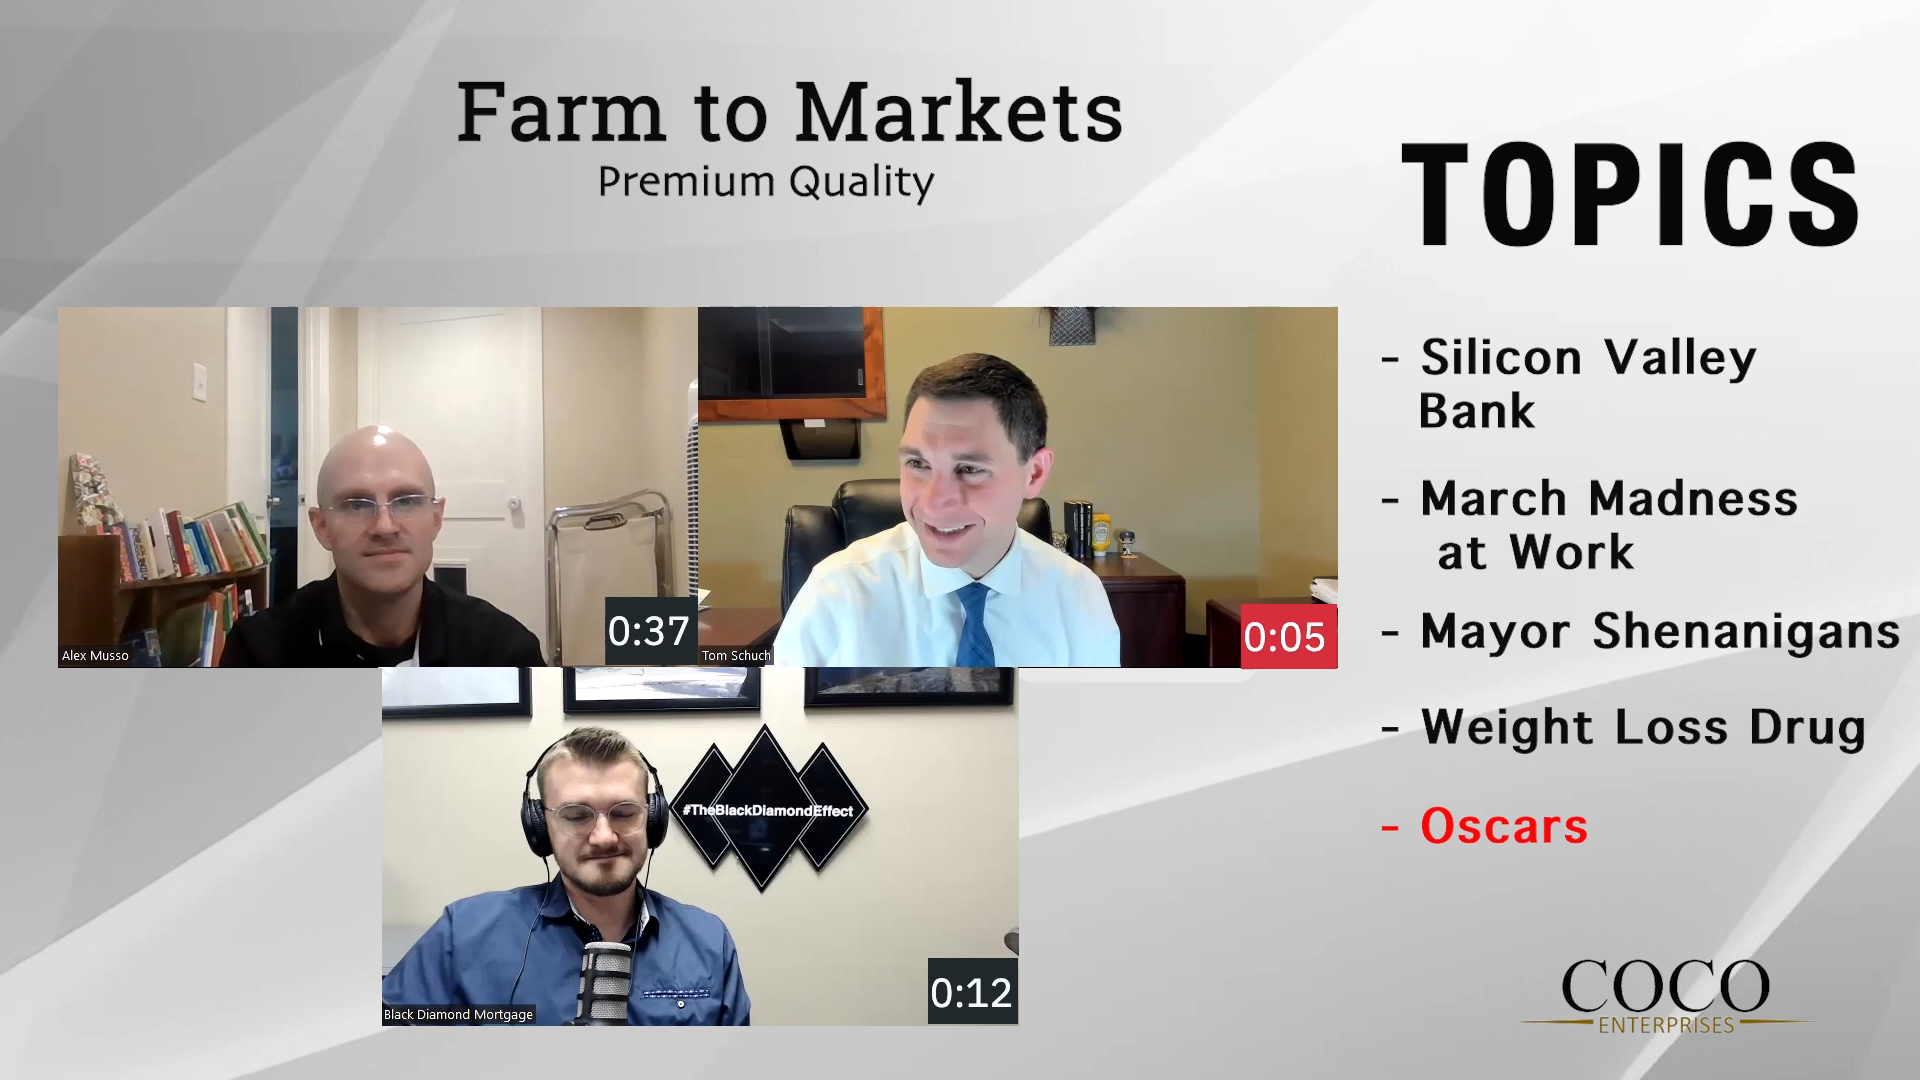 Farm to Markets
Premium Quality
TOPICS
- Silicon Valley
Bank
- March Madness
at Work
- Mayor Shenanigans
- Weight Loss Drug
- Oscars
0:37
Alex Musso
0:05
Tom Schuch
#TheBlackDiamondEffect
0:12
Black Diamond Mortgage
COCO
ENTERPRISES